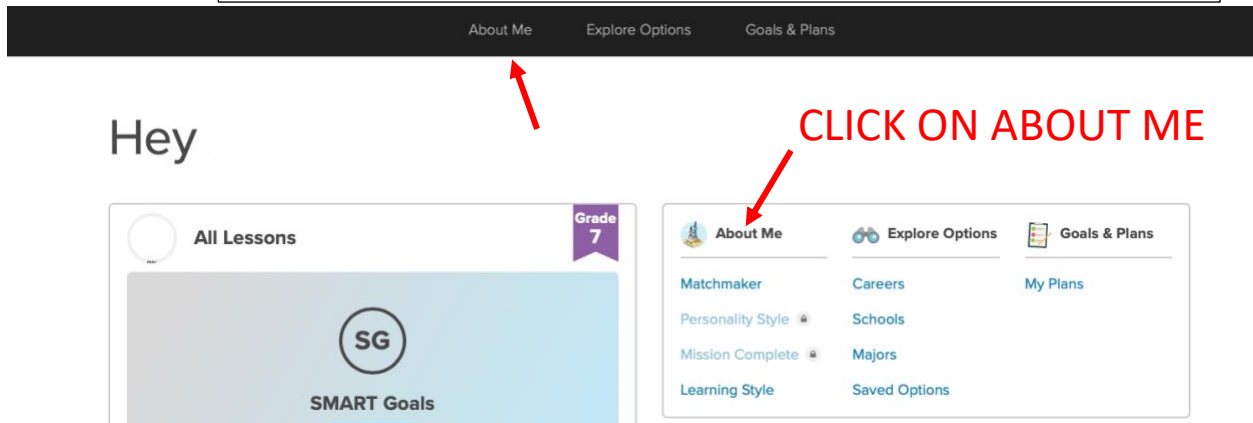 About Me Explore Options Goals & Plans
CLICK ON ABOUT ME
Hey
All Lessons
Grade
7
SG
SMART Goals
About Me Explore Options Goals & Plans
Matchmaker Careers My Plans
Personality Style Schools
Mission Complete Majors
Learning Style Saved Options